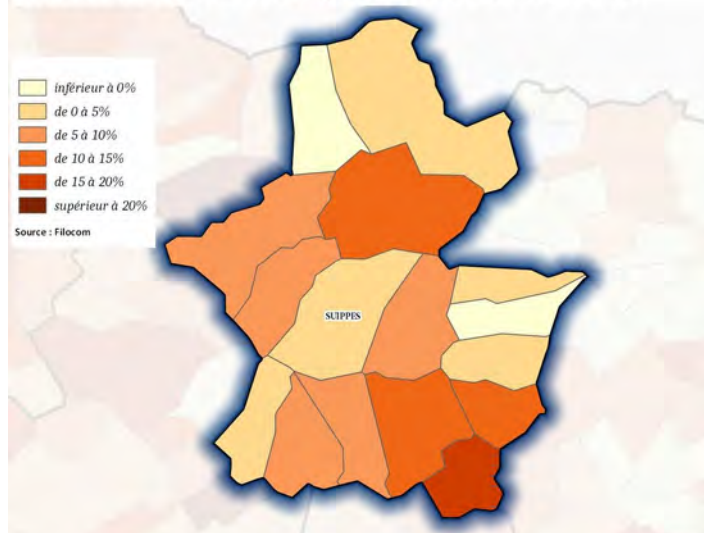 inférieur à 0%
de 0 à 5%
de 5 à 10%
de 10 à 15%
de 15 à 20%
supérieur à 20%
Source : Filocom
SUIPPES